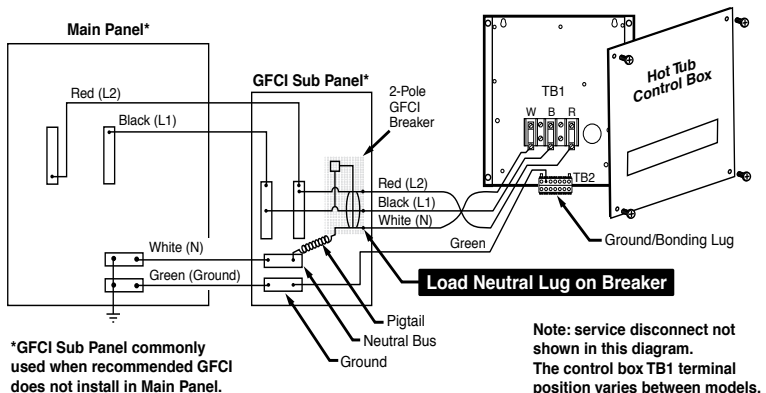 Main Panel*
Red (L2)
Black (L1)
White (N)
Green (Ground)
GFCI Sub Panel*
2-Pole
GFCI
Breaker
Red (L2)
Black (L1)
White (N)
Green
Load Neutral Lug on Breaker
Pigtail
Neutral Bus
Ground
TB1
W B R
TB2
Ground/Bonding Lug
Hot Tub
Control Box
*GFCI Sub Panel commonly
used when recommended GFCI
does not install in Main Panel.
Note: service disconnect not
shown in this diagram.
The control box TB1 terminal
position varies between models.